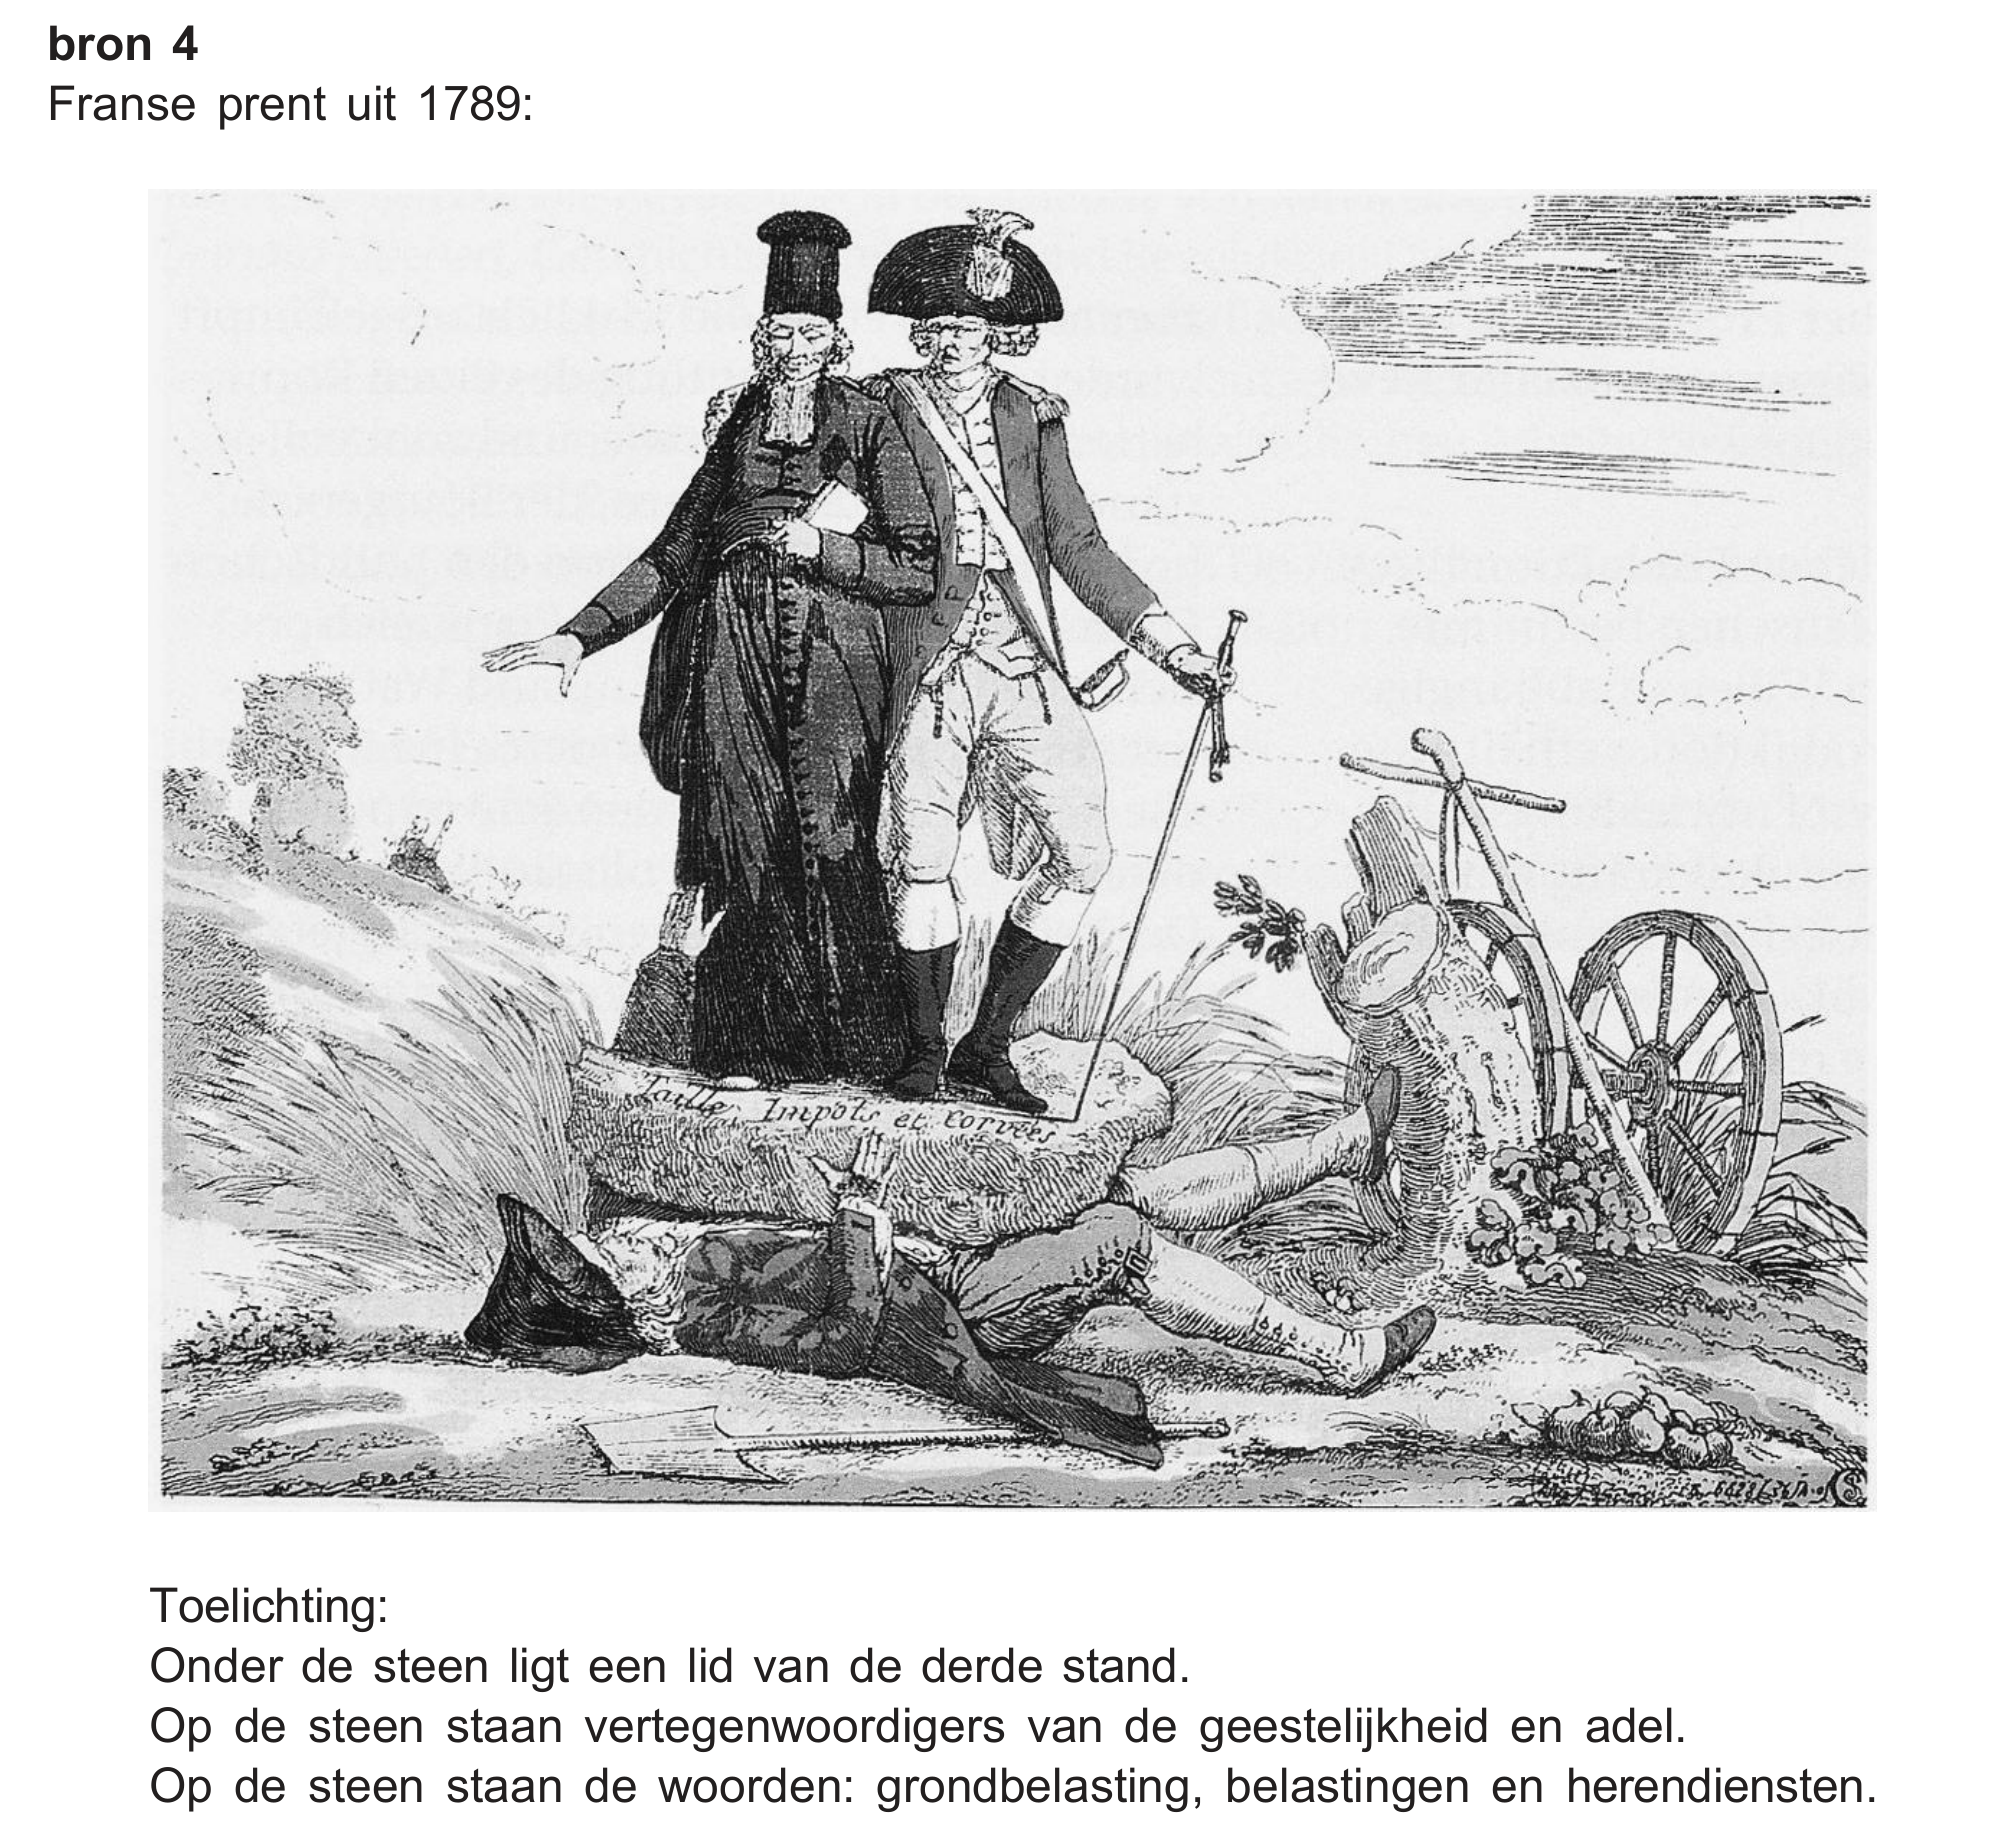 bron 4
Franse prent uit 1789:
Taille Impots et corvées
Toelichting:
Onder de steen ligt een lid van de derde stand.
Op de steen staan vertegenwoordigers van de geestelijkheid en adel.
Op de steen staan de woorden: grondbelasting, belastingen en herendiensten.